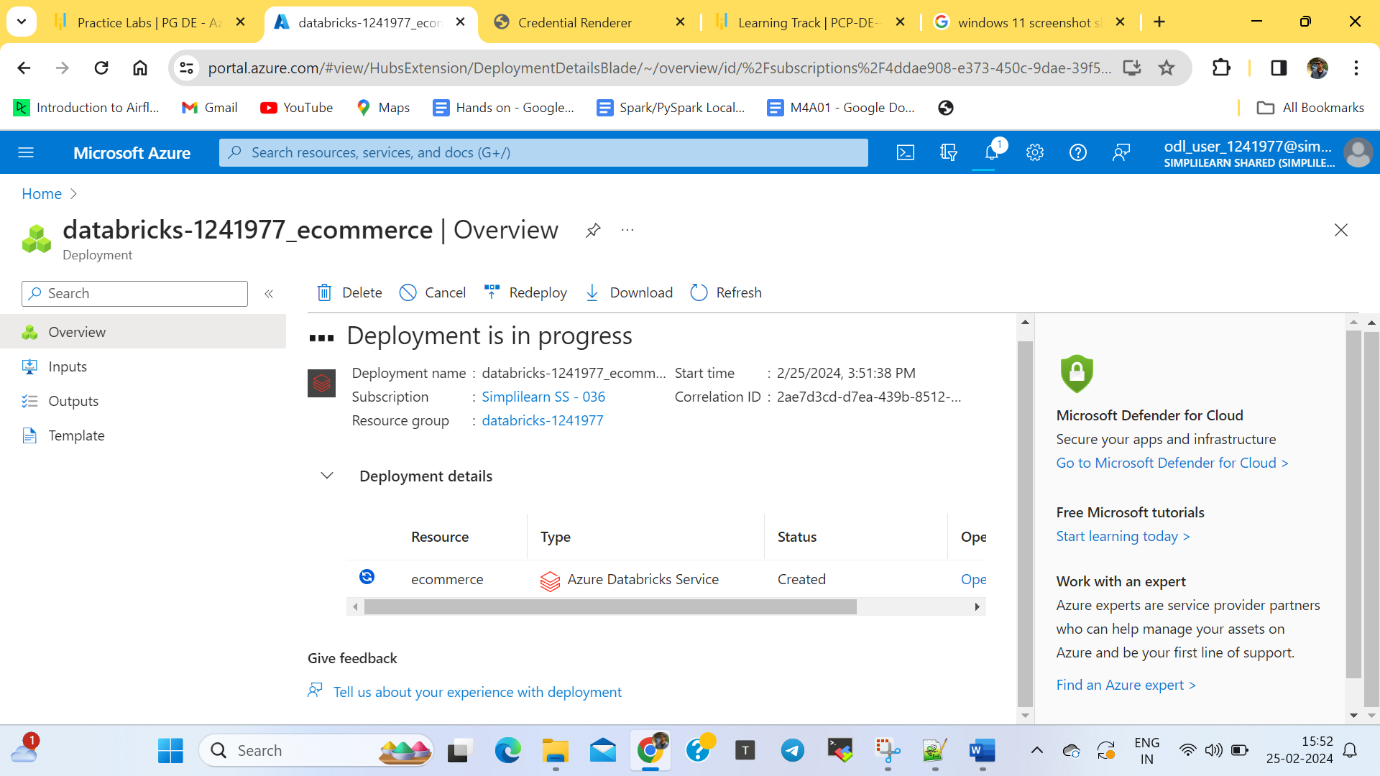 Practice Labs | PG DE - Az
databricks-1241977_econ
Credential Renderer
Learning Track | PCP-DE-
windows 11 screenshot s
portal.azure.com/#view/HubsExtension/DeploymentDetailsBlade/~/overview/id/%2Fsubscriptions%2F4ddae908-e373-450c-9dae-39f5...
Introduction to Airfl...
Gmail
YouTube
Maps
Hands on - Google...
Spark/PySpark Local...
M4A01 - Google Do...
All Bookmarks
Microsoft Azure
Search resources, services, and docs (G+/)
1
odl_user_1241977@sim...
SIMPLILEARN SHARED (SIMPLILE...
Home
databricks-1241977_ecommerce | Overview
Deployment
Search
Overview
Inputs
Outputs
Template
Delete Cancel Redeploy Download Refresh
Deployment is in progress
Deployment name : databricks-1241977_ecomm... Start time : 2/25/2024, 3:51:38 PM
Subscription : Simplilearn SS - 036 Correlation ID : 2ae7d3cd-d7ea-439b-8512-...
Resource group : databricks-1241977
Deployment details
Resource Type Status Ope
ecommerce Azure Databricks Service Created Ope
Give feedback
Tell us about your experience with deployment
Microsoft Defender for Cloud
Secure your apps and infrastructure
Go to Microsoft Defender for Cloud >
Free Microsoft tutorials
Start learning today >
Work with an expert
Azure experts are service provider partners
who can help manage your assets on
Azure and be your first line of support.
Find an Azure expert >
1
Search
T
ENG
IN
15:52
25-02-2024